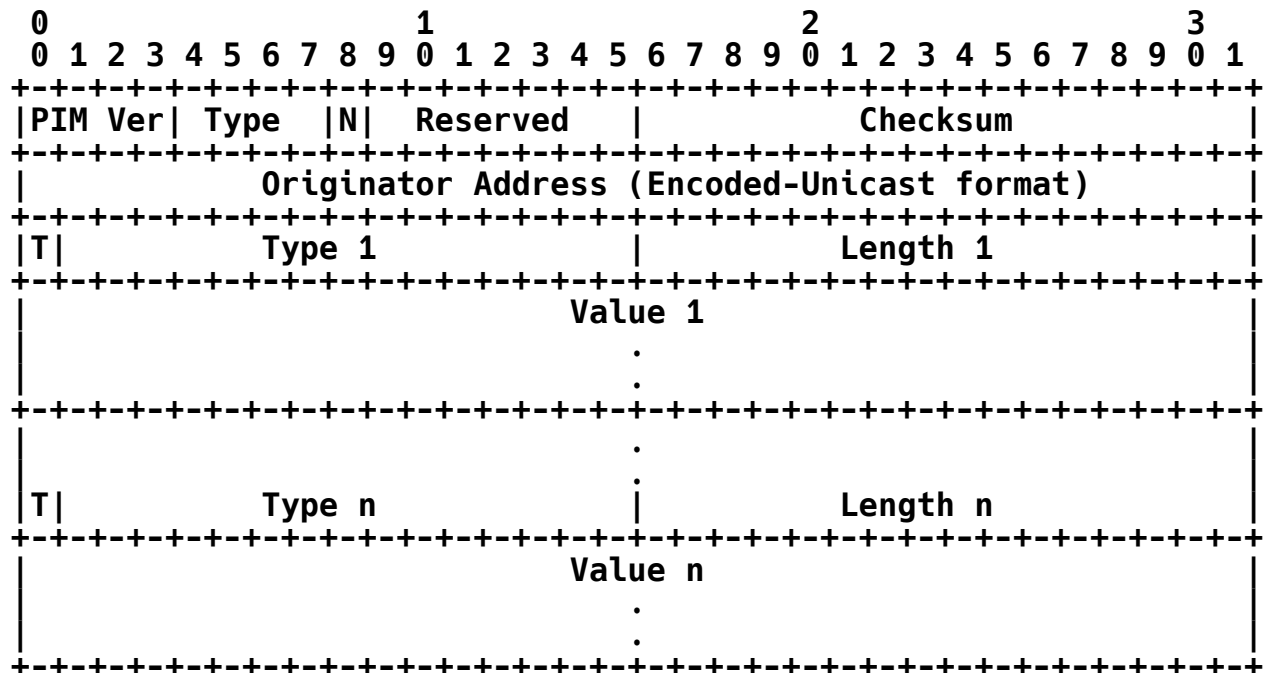 0                   1                   2                   3
 0 1 2 3 4 5 6 7 8 9 0 1 2 3 4 5 6 7 8 9 0 1 2 3 4 5 6 7 8 9 0 1
+-+-+-+-+-+-+-+-+-+-+-+-+-+-+-+-+-+-+-+-+-+-+-+-+-+-+-+-+-+-+-+-+
|PIM Ver| Type  |N|  Reserved   |           Checksum            |
+-+-+-+-+-+-+-+-+-+-+-+-+-+-+-+-+-+-+-+-+-+-+-+-+-+-+-+-+-+-+-+-+
|            Originator Address (Encoded-Unicast format)        |
+-+-+-+-+-+-+-+-+-+-+-+-+-+-+-+-+-+-+-+-+-+-+-+-+-+-+-+-+-+-+-+-+
|T|          Type 1             |          Length 1             |
+-+-+-+-+-+-+-+-+-+-+-+-+-+-+-+-+-+-+-+-+-+-+-+-+-+-+-+-+-+-+-+-+
|                            Value 1                            |
|                               .                               |
|                               .                               |
+-+-+-+-+-+-+-+-+-+-+-+-+-+-+-+-+-+-+-+-+-+-+-+-+-+-+-+-+-+-+-+-+
|                               .                               |
|                               .                               |
|T|          Type n             |          Length n             |
+-+-+-+-+-+-+-+-+-+-+-+-+-+-+-+-+-+-+-+-+-+-+-+-+-+-+-+-+-+-+-+-+
|                            Value n                            |
|                               .                               |
|                               .                               |
+-+-+-+-+-+-+-+-+-+-+-+-+-+-+-+-+-+-+-+-+-+-+-+-+-+-+-+-+-+-+-+-+